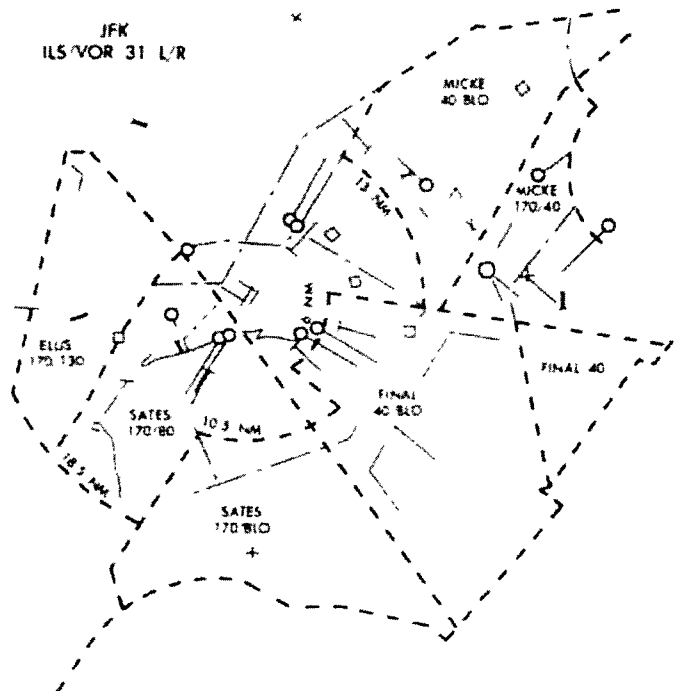 JFK
ILS/VOR 31 L/R
MICKE
40 BLO
13 NM
MICKE
170/40
ELLIS
170/130
SATES
170/80
10.5 NM
18.5 NM
FINAL
40 BLO
FINAL 40
SATES
170/BLO